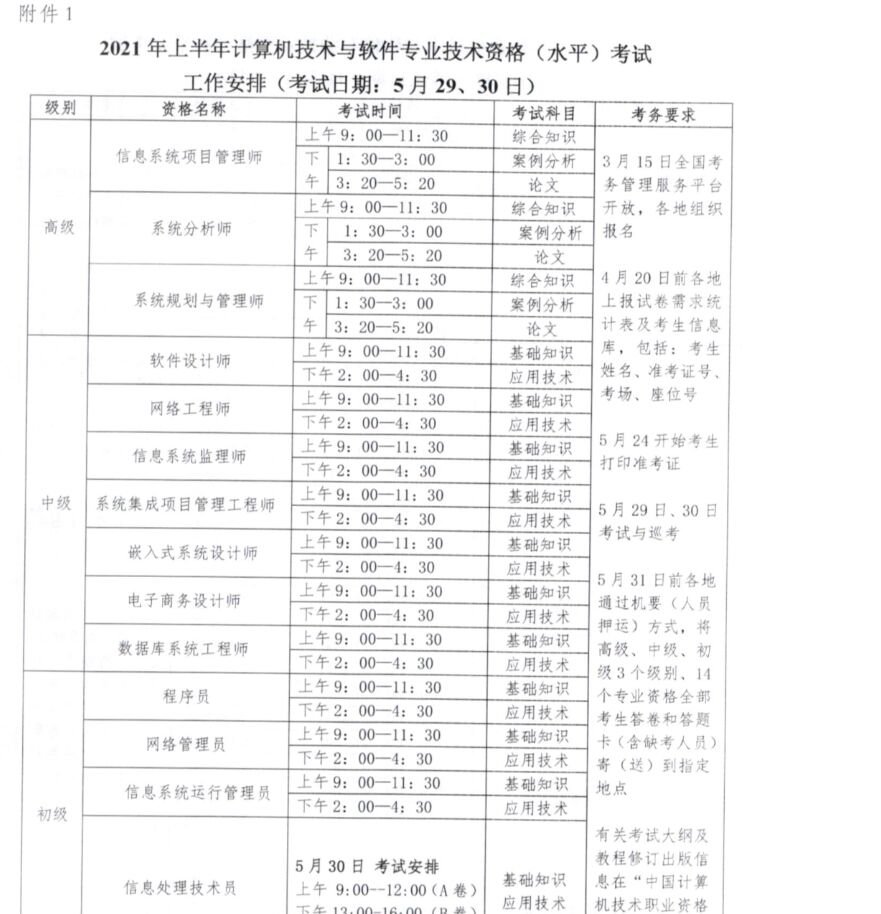 附件 1
2021 年上半年计算机技术与软件专业技术资格（水平）考试
工作安排（考试日期：5 月 29、30 日）
级别 资格名称 考试时间 考试科目 考务要求
高级
信息系统项目管理师
上午 9：00—11：30 综合知识
下午 1：30—3：00 案例分析
3：20—5：20 论文
系统分析师
上午 9：00—11：30 综合知识
下午 1：30—3：00 案例分析
3：20—5：20 论文
系统规划与管理师
上午 9：00—11：30 综合知识
下午 1：30—3：00 案例分析
3：20—5：20 论文
中级
软件设计师
上午 9：00—11：30 基础知识
下午 2：00—4：30 应用技术
网络工程师
上午 9：00—11：30 基础知识
下午 2：00—4：30 应用技术
信息系统监理师
上午 9：00—11：30 基础知识
下午 2：00—4：30 应用技术
系统集成项目管理工程师
上午 9：00—11：30 基础知识
下午 2：00—4：30 应用技术
嵌入式系统设计师
上午 9：00—11：30 基础知识
下午 2：00—4：30 应用技术
电子商务设计师
上午 9：00—11：30 基础知识
下午 2：00—4：30 应用技术
数据库系统工程师
上午 9：00—11：30 基础知识
下午 2：00—4：30 应用技术
初级
程序员
上午 9：00—11：30 基础知识
下午 2：00—4：30 应用技术
网络管理员
上午 9：00—11：30 基础知识
下午 2：00—4：30 应用技术
信息系统运行管理员
上午 9：00—11：30 基础知识
下午 2：00—4：30 应用技术
信息处理技术员
5 月 30 日 考试安排
上午 9:00--12:00（A 卷）
下午 13:00-16:00（B 卷）
基础知识
应用技术
3 月 15 日全国考
务管理服务平台
开放，各地组织
报名
4 月 20 日前各地
上报试卷需求统
计表及考生信息
库，包括：考生
姓名、准考证号、
考场、座位号
5 月 24 开始考生
打印准考证
5 月 29 日、30 日
考试与巡考
5 月 31 日前各地
通过机要（人员
押运）方式，将
高级、中级、初
级 3 个级别、14
个专业资格全部
考生答卷和答题
卡（含缺考人员）
寄（送）到指定
地点
有关考试大纲及
教程修订出版信
息在“中国计算
机技术职业资格